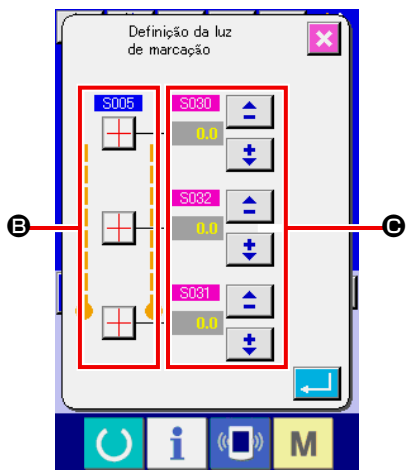 Definição da luz
de marcação
S005
S030
0.0
S032
0.0
S031
0.0
B
C
i
M